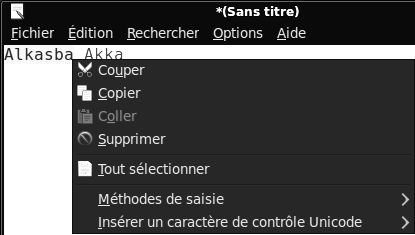 *(Sans titre)
Fichier Édition Rechercher Options Aide
Alkasba Akka
Couper
Copier
Coller
Supprimer
Tout sélectionner
Méthodes de saisie
Insérer un caractère de contrôle Unicode